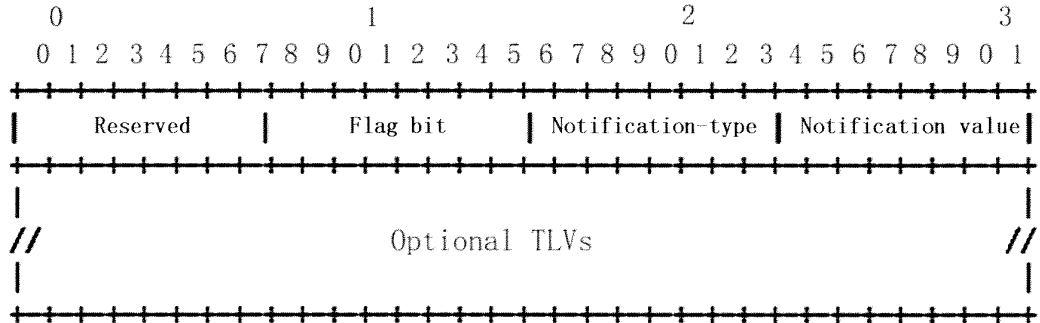 0 1 2 3
0 1 2 3 4 5 6 7 8 9 0 1 2 3 4 5 6 7 8 9 0 1 2 3 4 5 6 7 8 9 0 1
Reserved Flag bit Notification-type Notification value
// Optional TLVs //